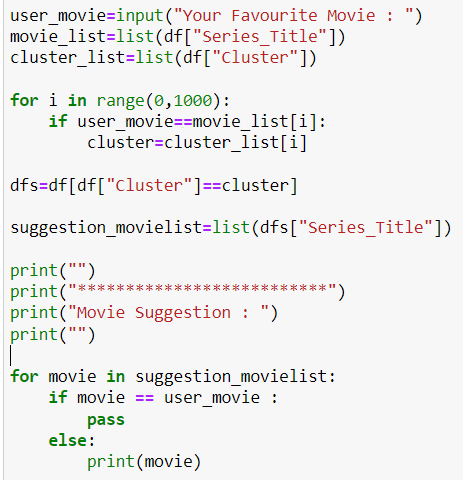 user_movie=input("Your Favourite Movie : ")
movie_list=list(df["Series_Title"])
cluster_list=list(df["Cluster"])

for i in range(0,1000):
    if user_movie==movie_list[i]:
        cluster=cluster_list[i]

dfs=df[df["Cluster"]==cluster]

suggestion_movielist=list(dfs["Series_Title"])

print("")
print("**************************")
print("Movie Suggestion : ")
print("")

for movie in suggestion_movielist:
    if movie == user_movie :
        pass
    else:
        print(movie)